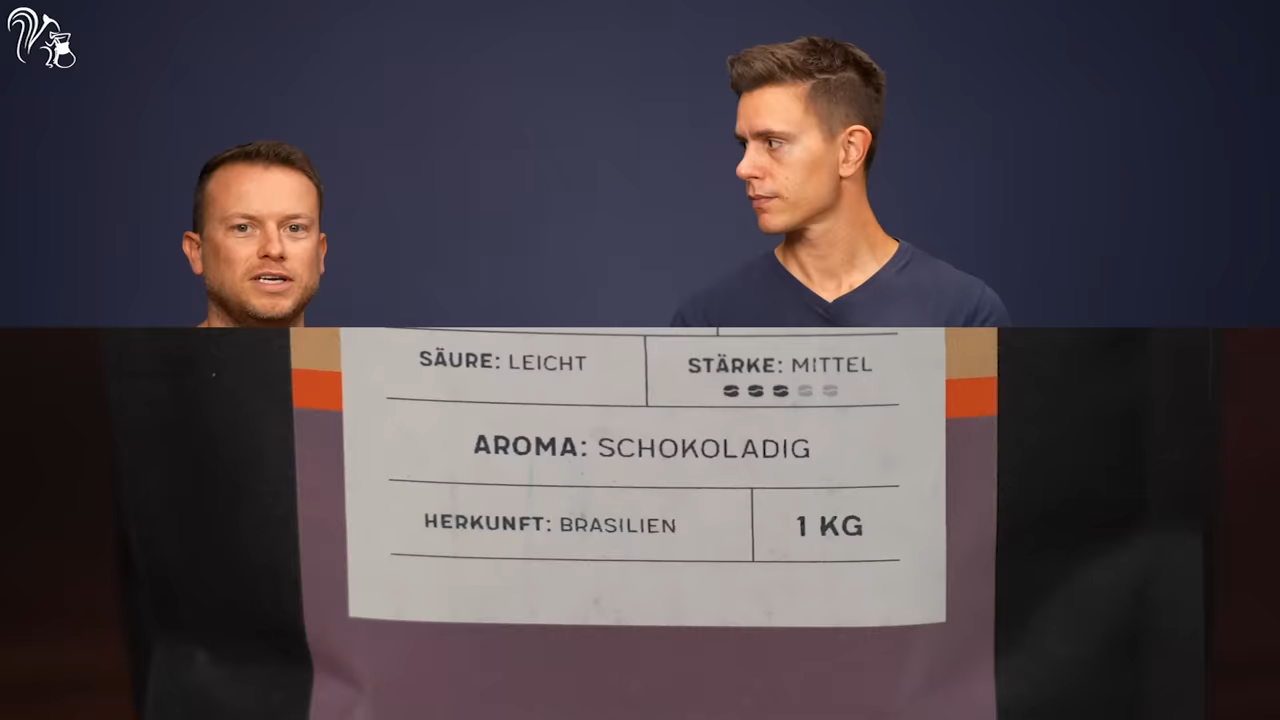 SÄURE: LEICHT
STÄRKE: MITTEL
AROMA: SCHOKOLADIG
HERKUNFT: BRASILIEN
1 KG